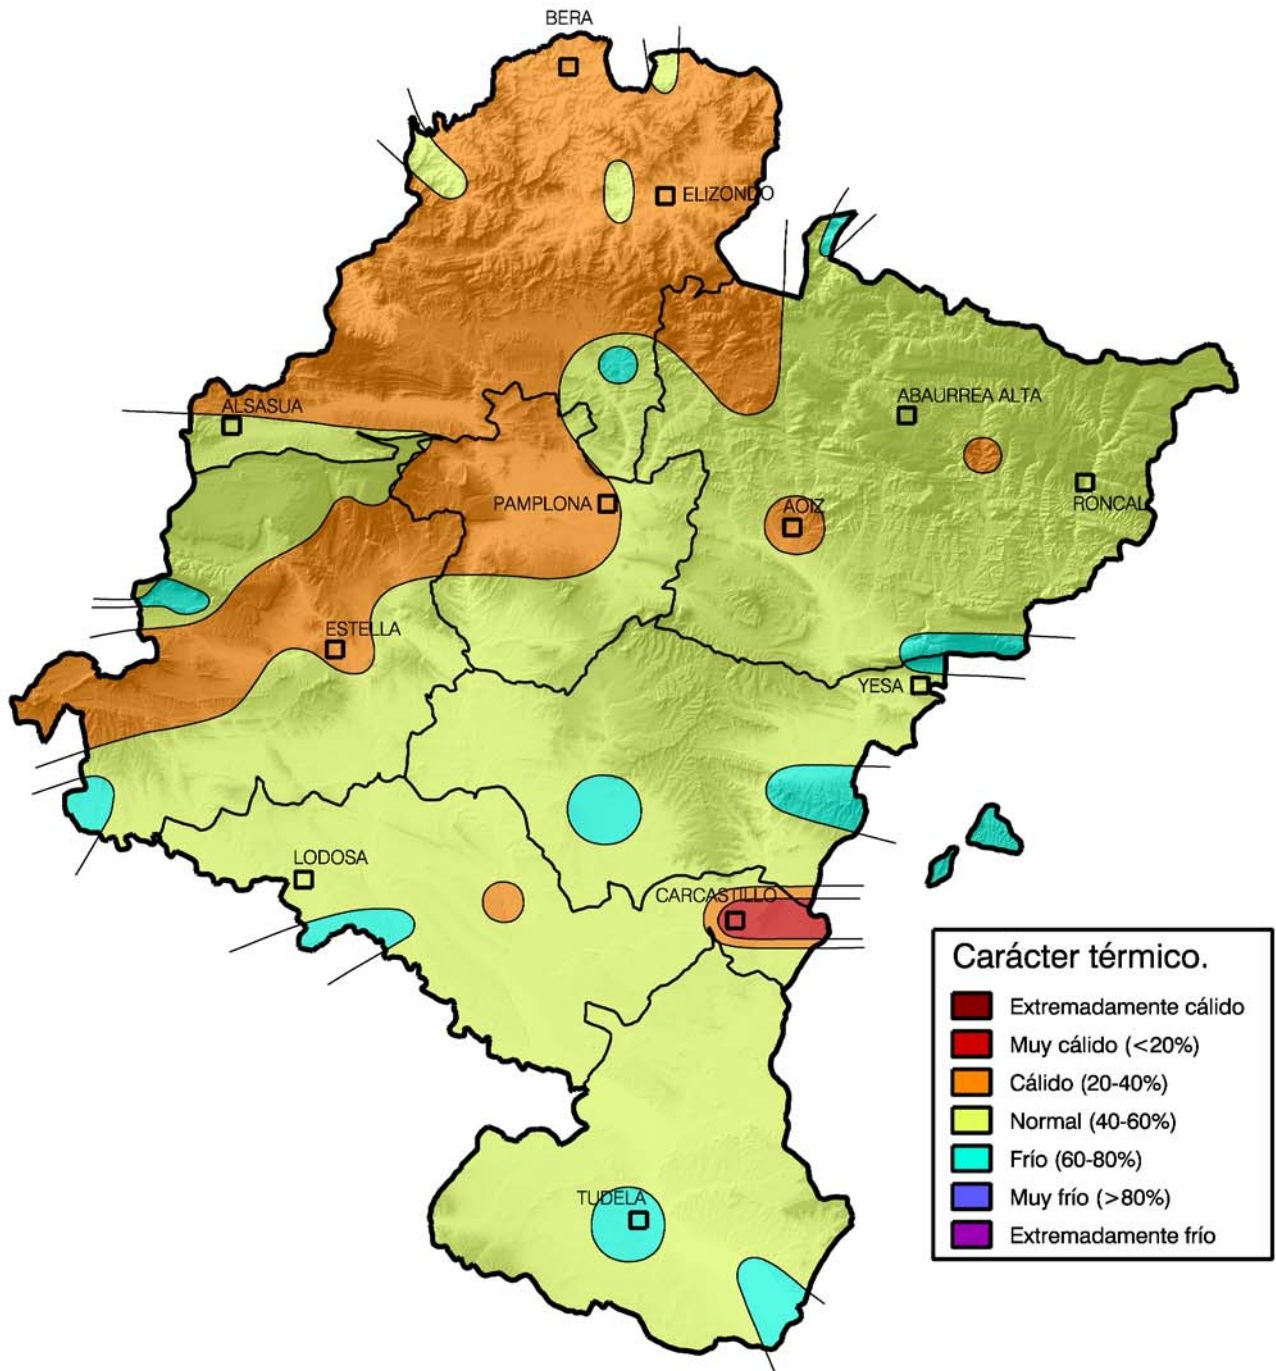 BERA
ELIZONDO
ALSASUA
ABAURREA ALTA
PAMPLONA
AOIZ
RONCAL
ESTELLA
YESA
LODOSA
CARCASTILLO
TUDELA
Carácter térmico.
Extremadamente cálido
Muy cálido (<20%)
Cálido (20-40%)
Normal (40-60%)
Frío (60-80%)
Muy frío (>80%)
Extremadamente frío